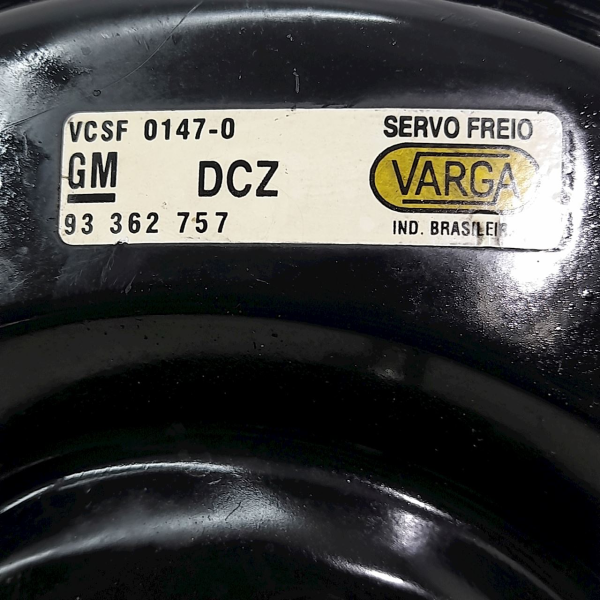 VCSF 0147-0
GM
DCZ
93 362 757
SERVO FREIO
VARGA
IND. BRASILEIR